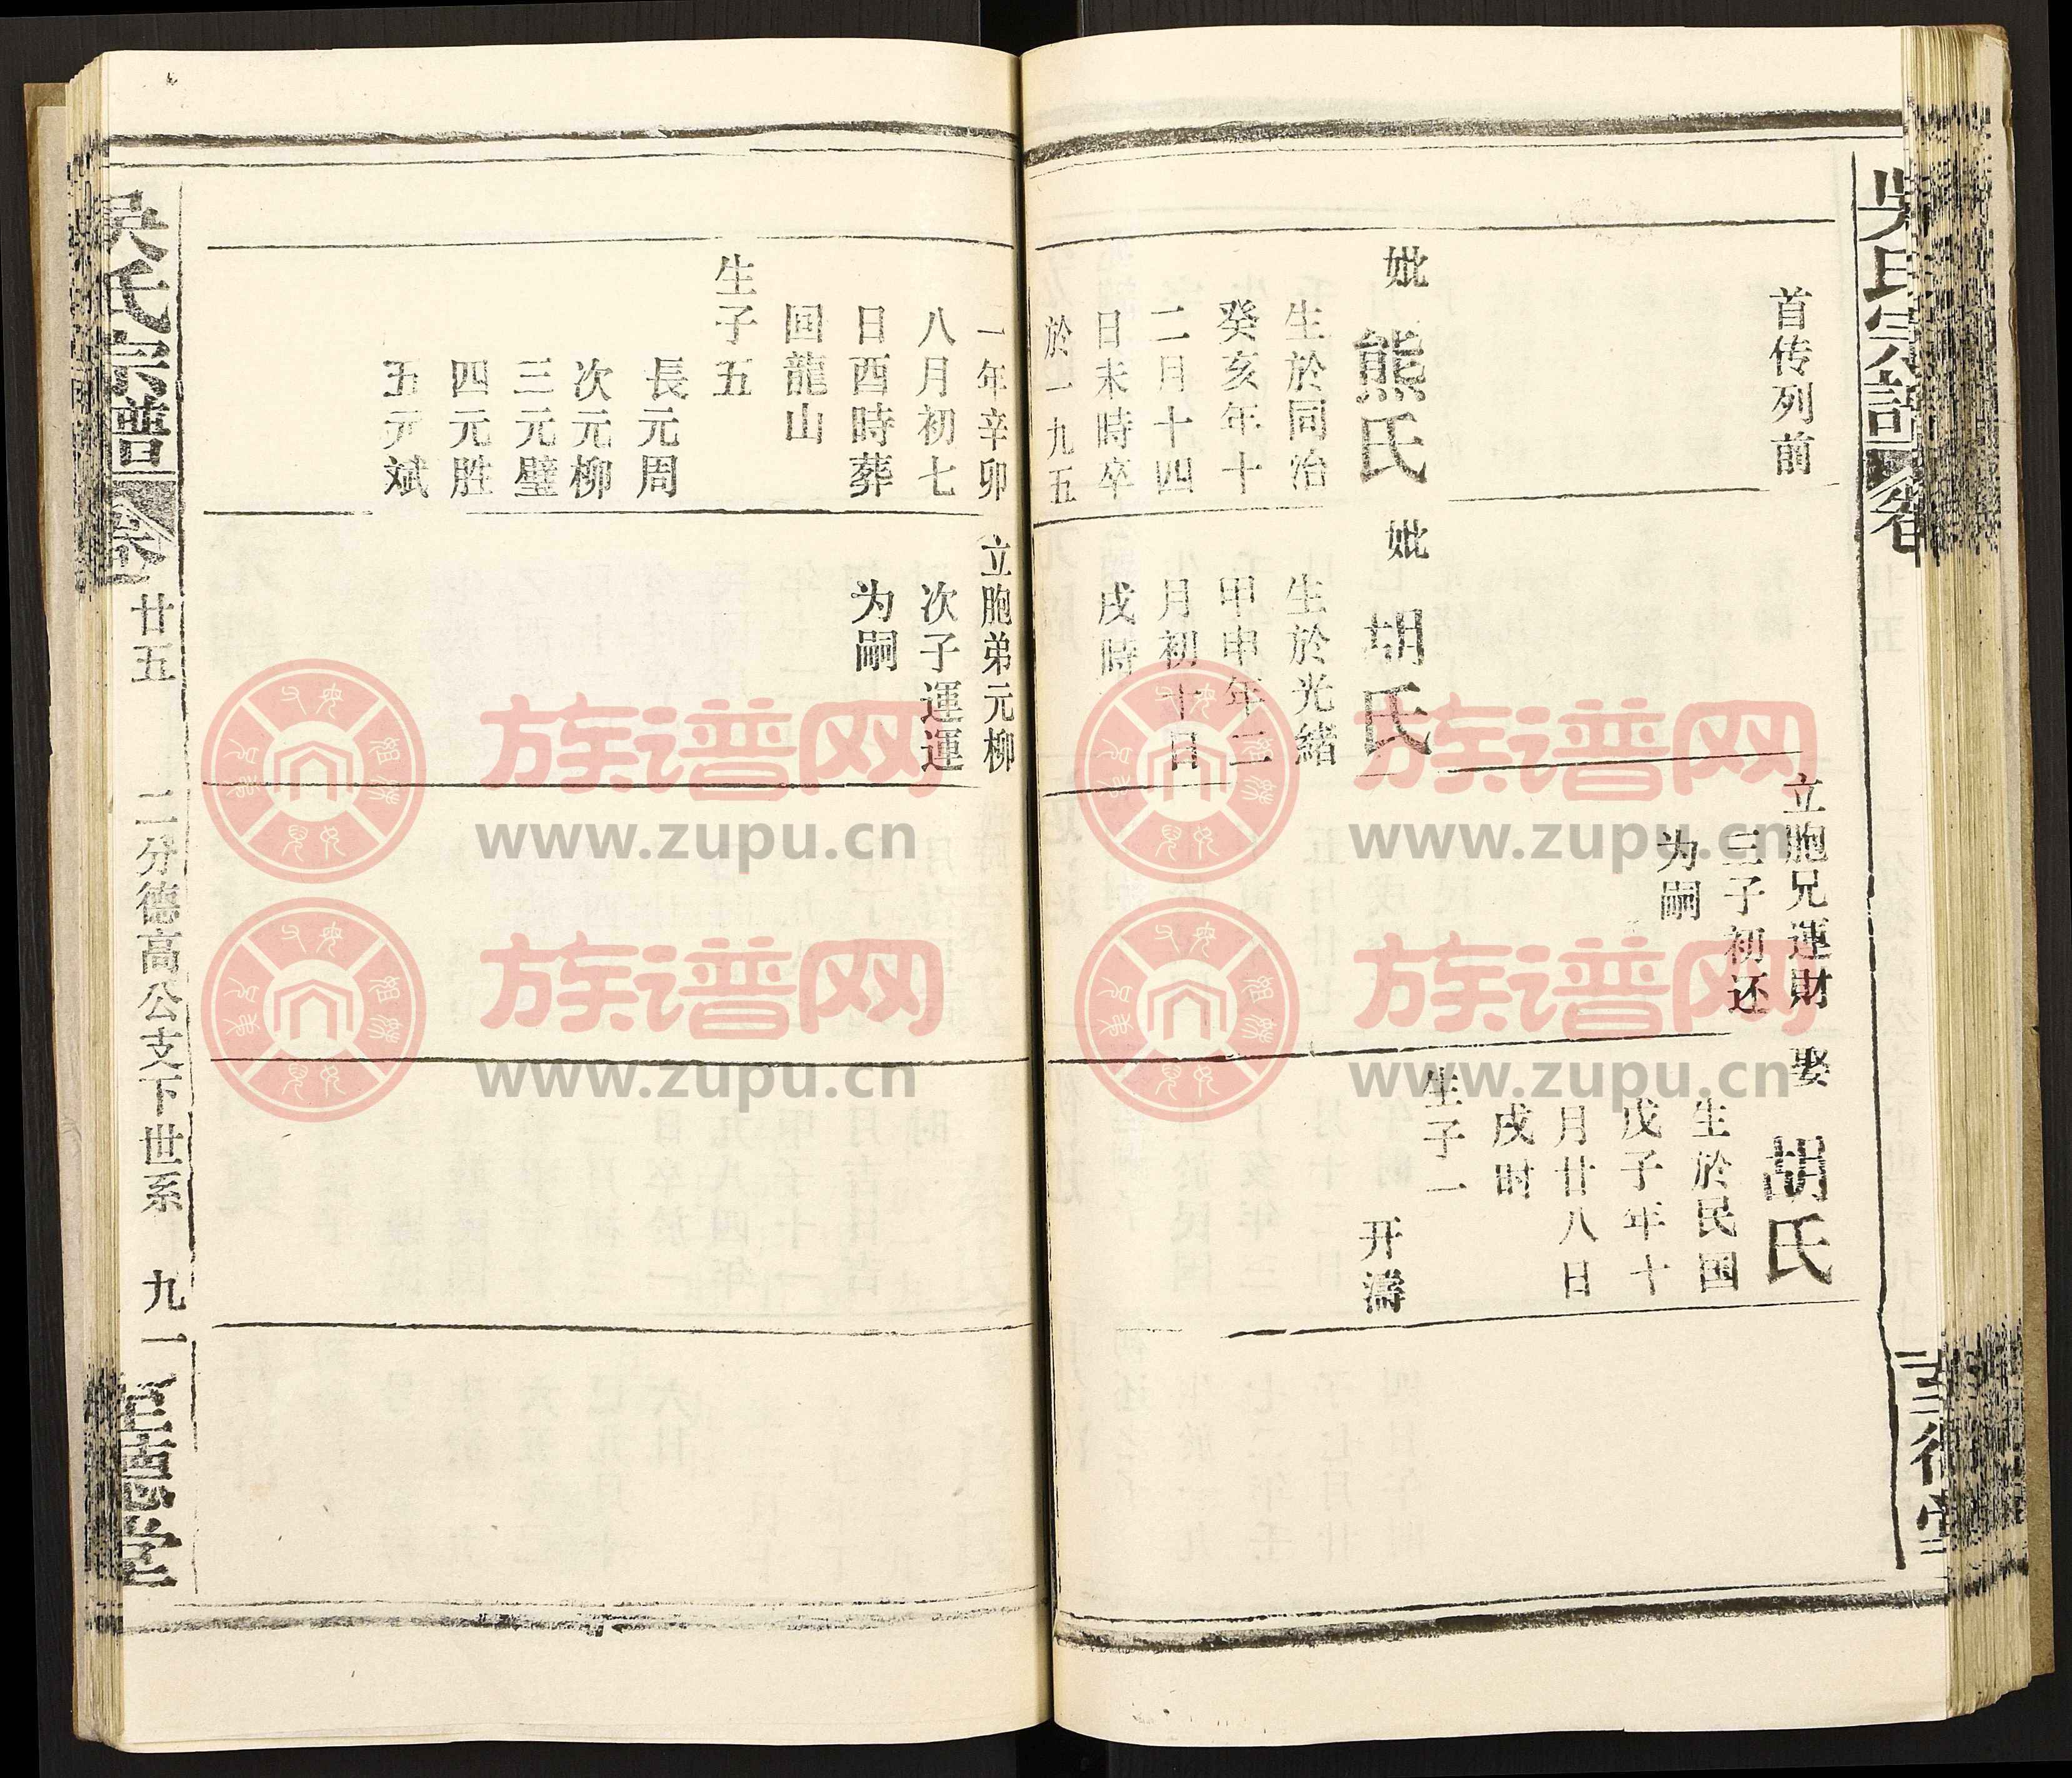 吳氏宗譜
首传列前
妣
熊氏
生於同治
癸亥年十
二月十四
日未時卒
於一九五
妣
胡氏
生於光緒
甲申年二
月初十日
戌時
立胞兄運財
三子初还
为嗣
娶
胡氏
生於民国
戊子年十
月廿八日
戌时
生子一
开濤
一年辛卯
八月初七
日酉時葬
回龍山
生子五
長元周
次元柳
三元璧
四元胜
五元斌
立胞弟元柳
次子運運
为嗣
吳氏宗譜
廿五
二分德高公支下世系
九一
族谱网
www.zupu.cn
族谱网
www.zupu.cn
族谱网
www.zupu.cn
族谱网
www.zupu.cn